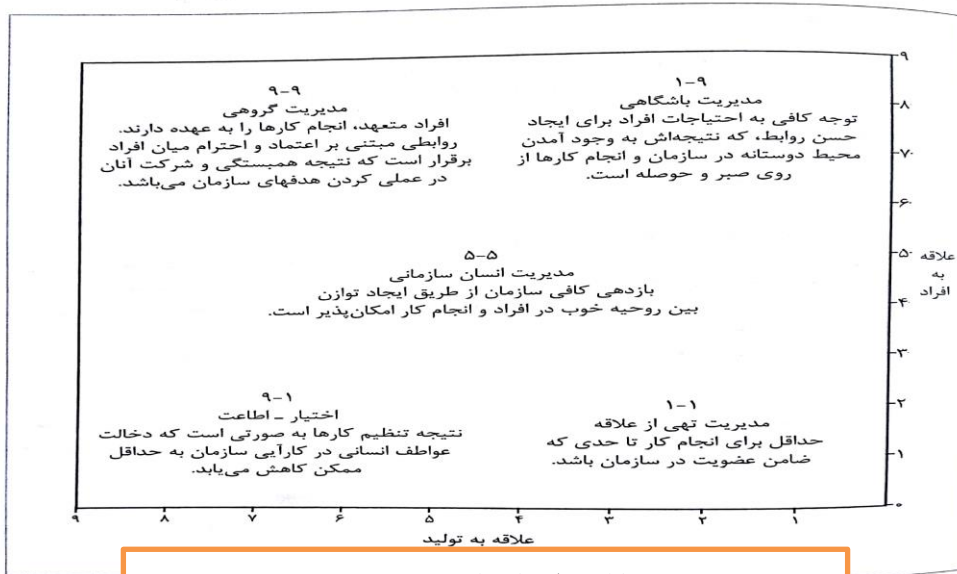 ۱-۹
مدیریت باشگاهی
توجه کافی به احتیاجات افراد برای ایجاد
حسن روابط، که نتیجه‌اش به وجود آمدن
محیط دوستانه در سازمان و انجام کارها از
روی صبر و حوصله است.
۹-۹
مدیریت گروهی
افراد متعهد، انجام کارها را به عهده دارند.
روابطی مبتنی بر اعتماد و احترام میان افراد
برقرار است که نتیجه همبستگی و شرکت آنان
در عملی کردن هدفهای سازمان می‌باشد.
۵-۵
مدیریت انسان سازمانی
بازدهی کافی سازمان از طریق ایجاد توازن
بین روحیه خوب در افراد و انجام کار امکان‌پذیر است.
۱-۱
مدیریت تهی از علاقه
حداقل برای انجام کار تا حدی که
ضامن عضویت در سازمان باشد.
۹-۱
اختیار ـ اطاعت
نتیجه تنظیم کارها به صورتی است که دخالت
عواطف انسانی در کارآیی سازمان به حداقل
ممکن کاهش می‌یابد.
۹
۸
۷
۶
۵
۴
۳
۲
۱
۰
علاقه
به
افراد
۱ ۲ ۳ ۴ ۵ ۶ ۷ ۸ ۹
علاقه به تولید